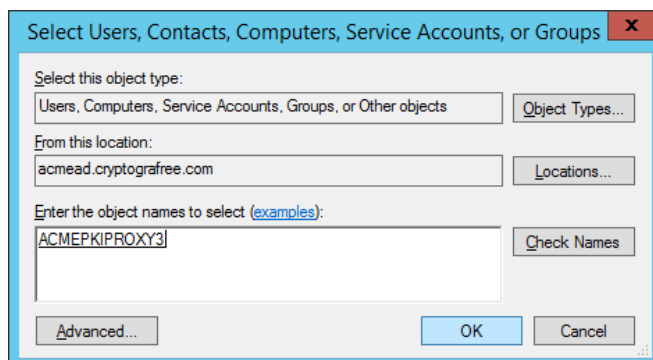 Select Users, Contacts, Computers, Service Accounts, or Groups
x
Select this object type:
Users, Computers, Service Accounts, Groups, or Other objects
Object Types...
From this location:
acmead.cryptografree.com
Locations...
Enter the object names to select (examples):
ACMEPKIPROXY3
Check Names
Advanced...
OK
Cancel